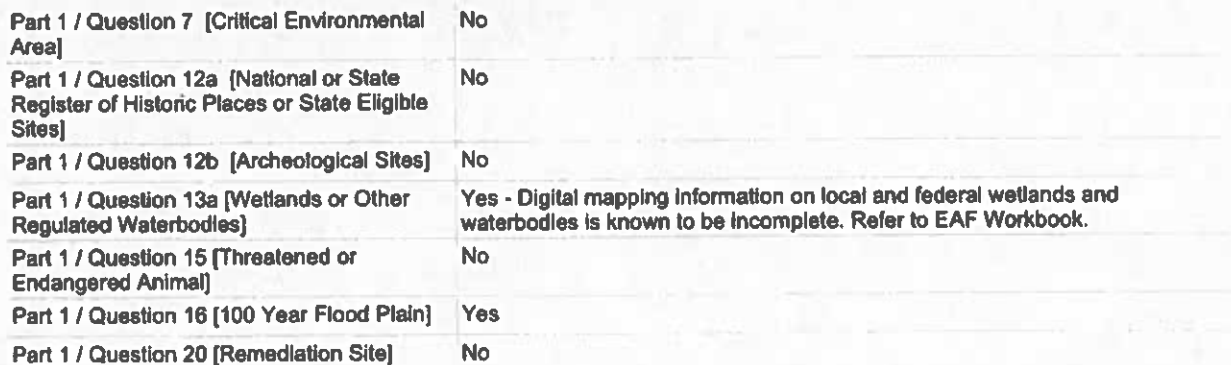 Part 1 / Question 7 [Critical Environmental Area] No
Part 1 / Question 12a [National or State Register of Historic Places or State Eligible Sites] No
Part 1 / Question 12b [Archeological Sites] No
Part 1 / Question 13a [Wetlands or Other Regulated Waterbodies] Yes - Digital mapping information on local and federal wetlands and waterbodies is known to be incomplete. Refer to EAF Workbook.
Part 1 / Question 15 [Threatened or Endangered Animal] No
Part 1 / Question 16 [100 Year Flood Plain] Yes
Part 1 / Question 20 [Remediation Site] No